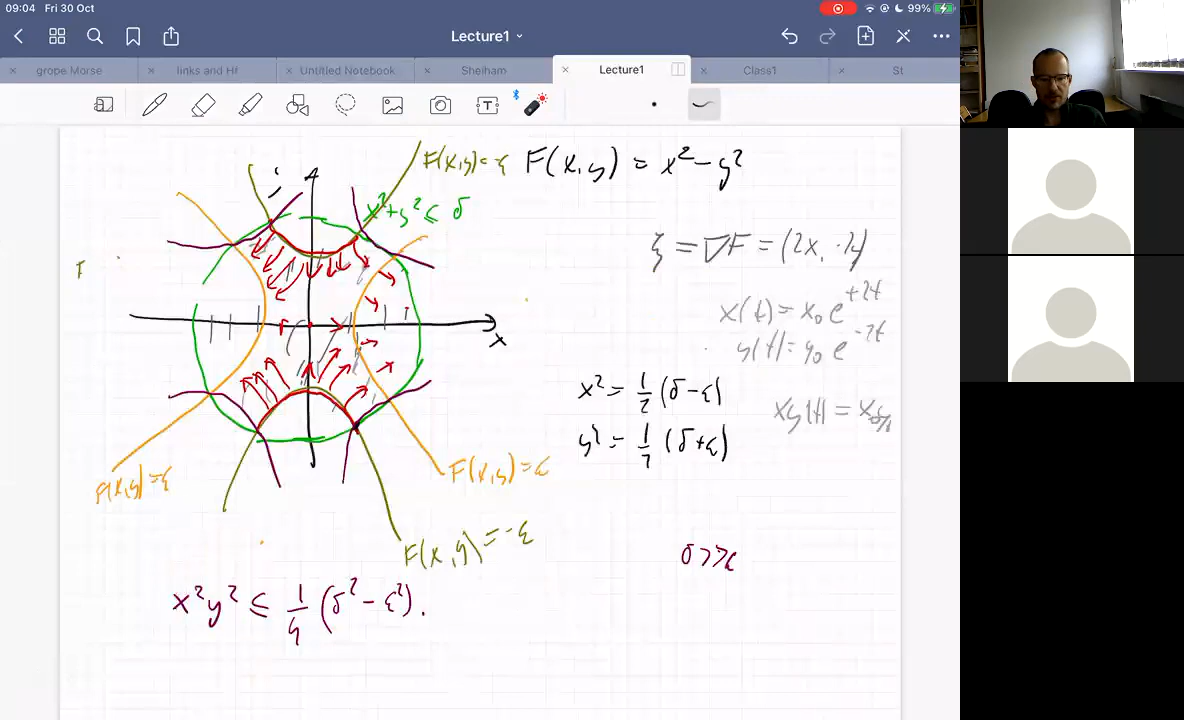 09:04 Fri 30 Oct
99%
Lecture1
grope Morse
links and Hf
Untitled Notebook
Sheiham
Lecture1
Class1
St
F(x,y)=-ε
F(x,y) = x²-y²
x²+y² ≤ δ
ξ = ∇F = (2x, -2y)
x(t) = x₀ e^{+2t}
y(t) = y₀ e^{-2t}
x² = 1/2 (δ-ε)
y² = 1/2 (δ+ε)
F(x,y)=ε
F(x,y)=ε
F(x,y)=-ε
δ>>ε
x²y² ≤ 1/4 (δ²-ε²).
x